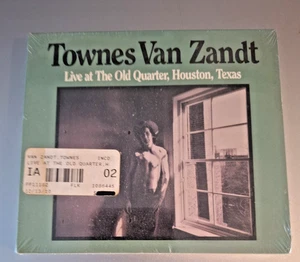 Townes Van Zandt
Live at The Old Quarter, Houston, Texas
VAN ZANDT,TOWNES
LIVE AT THE OLD QUARTER,H
IA
02